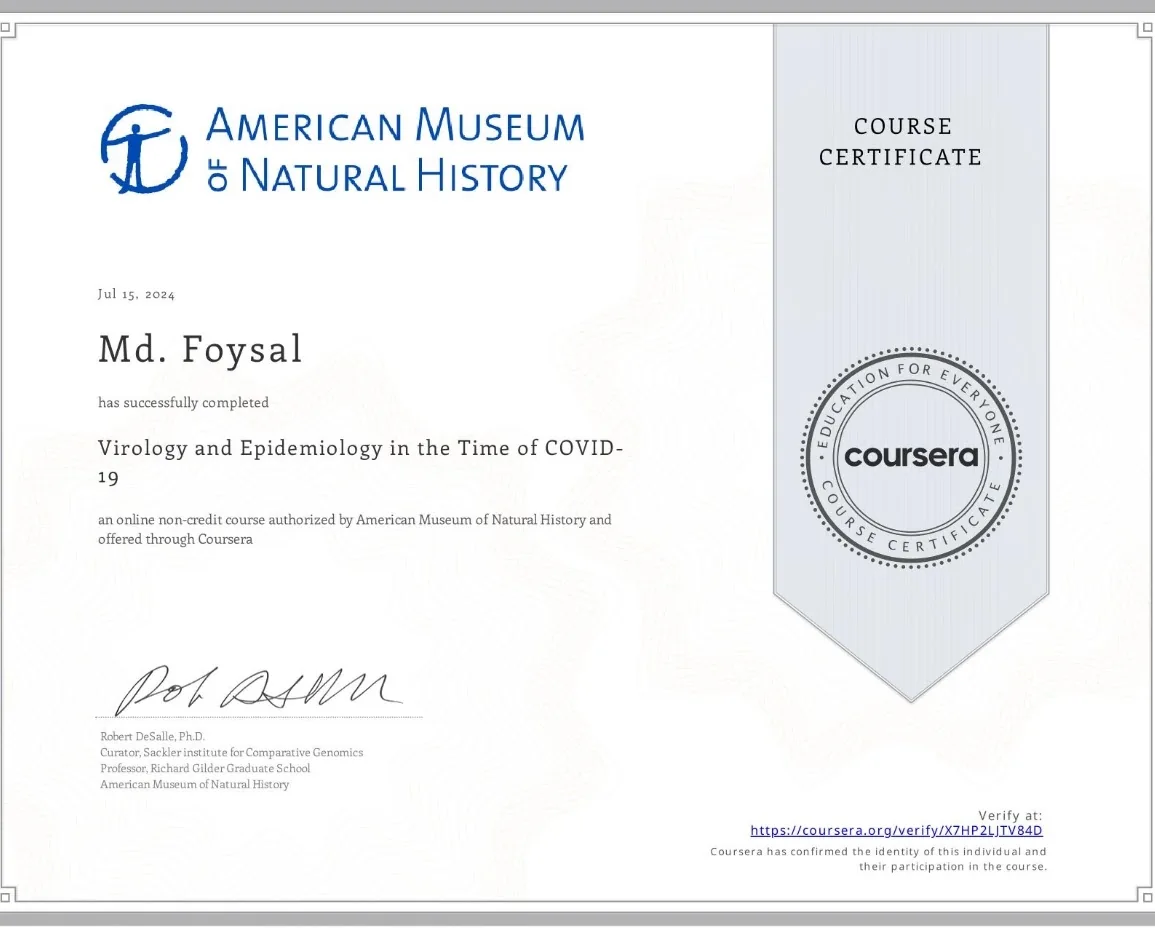 AMERICAN MUSEUM
OF NATURAL HISTORY
COURSE
CERTIFICATE
Jul 15, 2024
Md. Foysal
has successfully completed
Virology and Epidemiology in the Time of COVID-
19
an online non-credit course authorized by American Museum of Natural History and
offered through Coursera
EDUCATION FOR EVERYONE
coursera
COURSE CERTIFICATE
Rob DeSalle
Robert DeSalle, Ph.D.
Curator, Sackler institute for Comparative Genomics
Professor, Richard Gilder Graduate School
American Museum of Natural History
Verify at:
https://coursera.org/verify/X7HP2LJTV84D
Coursera has confirmed the identity of this individual and
their participation in the course.